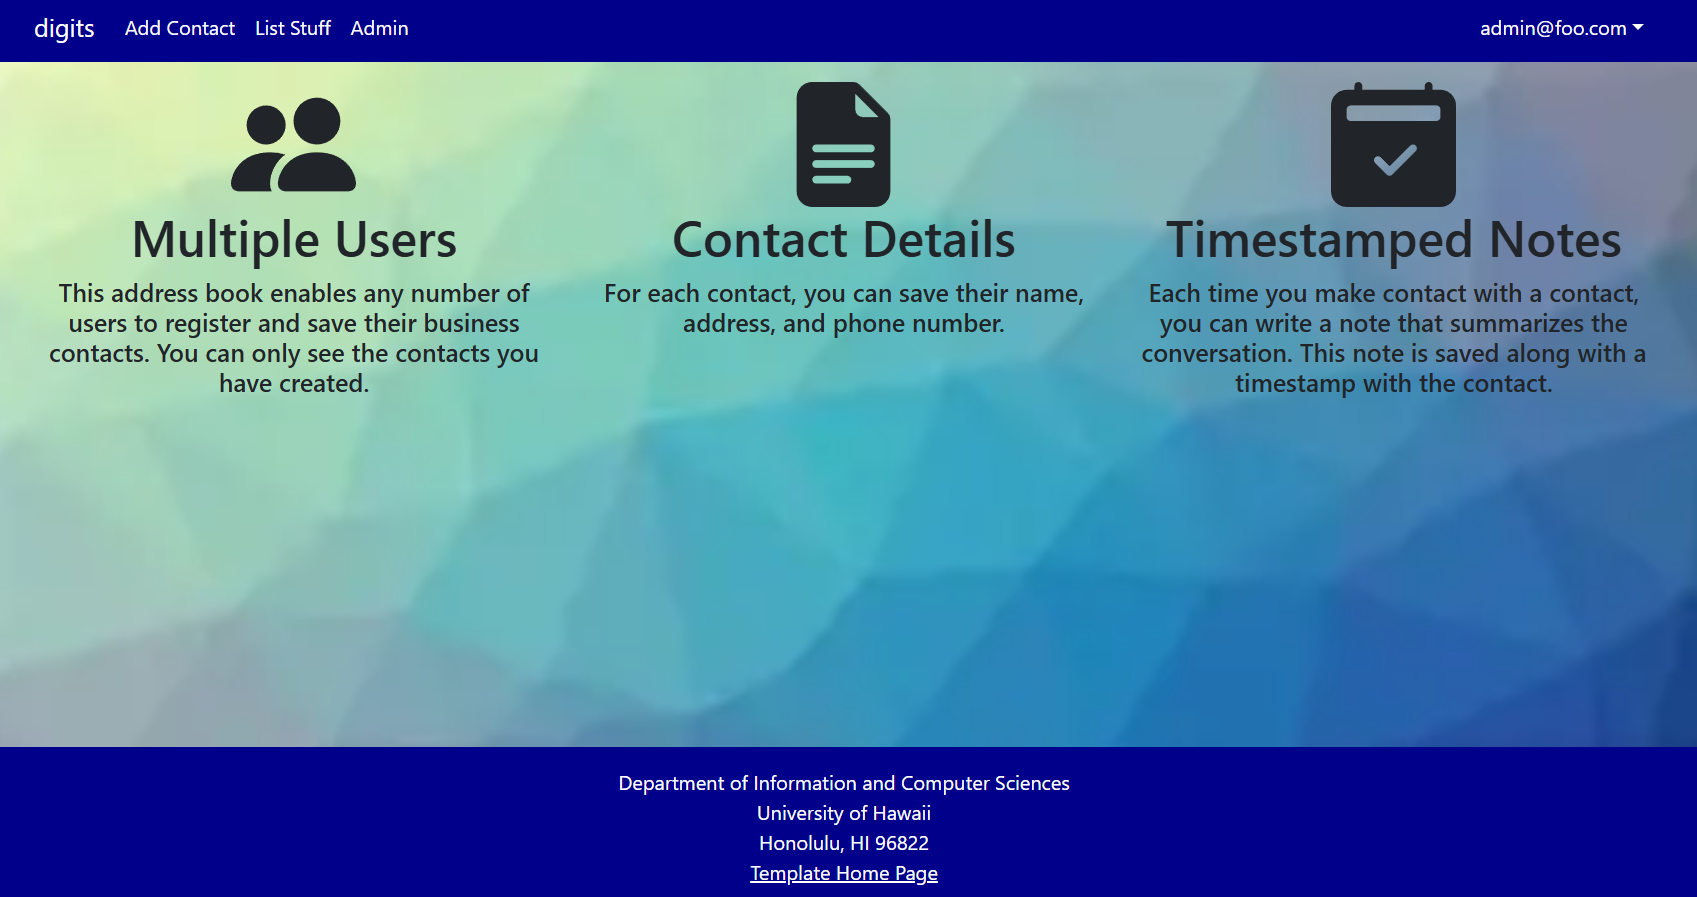 digits Add Contact List Stuff Admin admin@foo.com
Multiple Users
This address book enables any number of
users to register and save their business
contacts. You can only see the contacts you
have created.
Contact Details
For each contact, you can save their name,
address, and phone number.
Timestamped Notes
Each time you make contact with a contact,
you can write a note that summarizes the
conversation. This note is saved along with a
timestamp with the contact.
Department of Information and Computer Sciences
University of Hawaii
Honolulu, HI 96822
Template Home Page